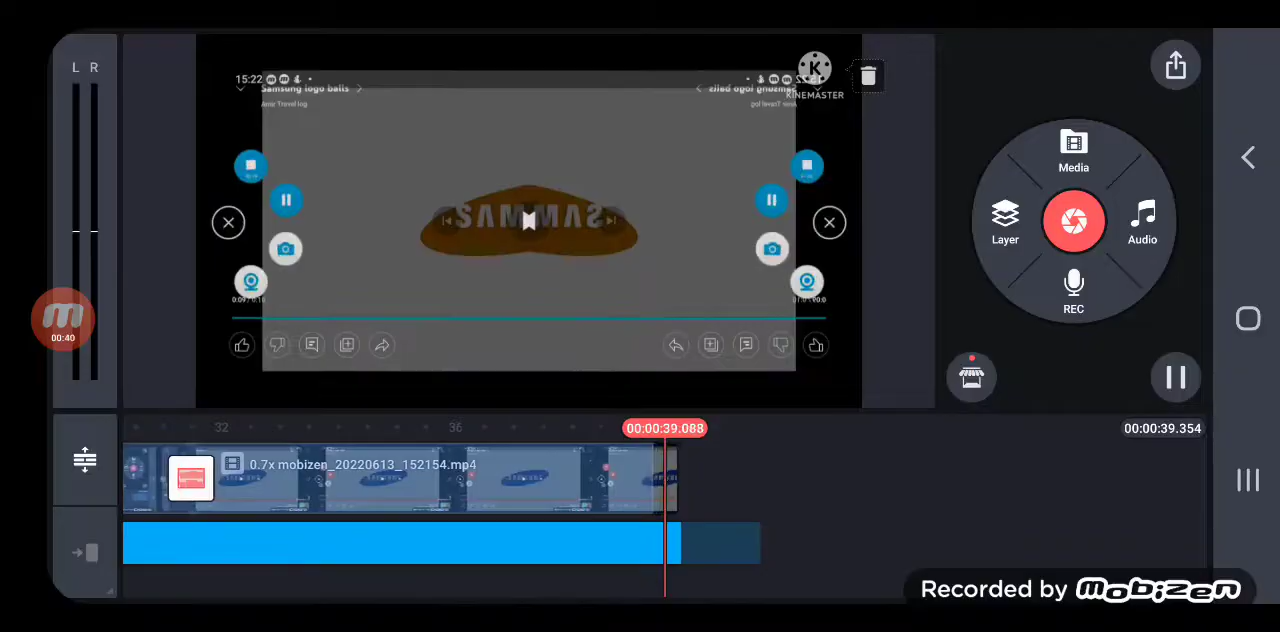 L R
15:22
Samsung logo balls
KINEMASTER
SAMMAS
Media
Layer
Audio
REC
00:40
32
36
00:00:39.088
00:00:39.354
0.7x mobizen_20220613_152154.mp4
Recorded by mobizen